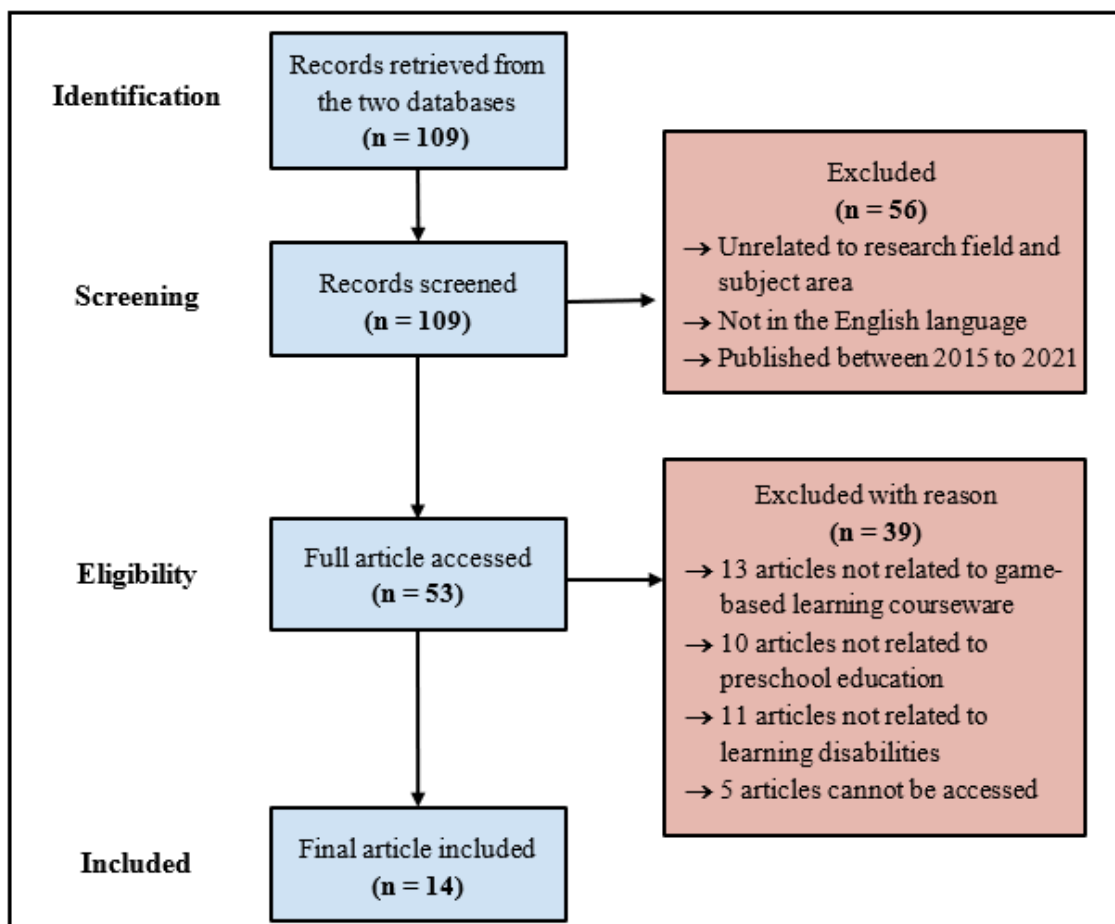 Identification
Records retrieved from
the two databases
(n = 109)
Screening
Records screened
(n = 109)
Excluded
(n = 56)
→ Unrelated to research field and
subject area
→ Not in the English language
→ Published between 2015 to 2021
Eligibility
Full article accessed
(n = 53)
Excluded with reason
(n = 39)
→ 13 articles not related to game-
based learning courseware
→ 10 articles not related to
preschool education
→ 11 articles not related to
learning disabilities
→ 5 articles cannot be accessed
Included
Final article included
(n = 14)